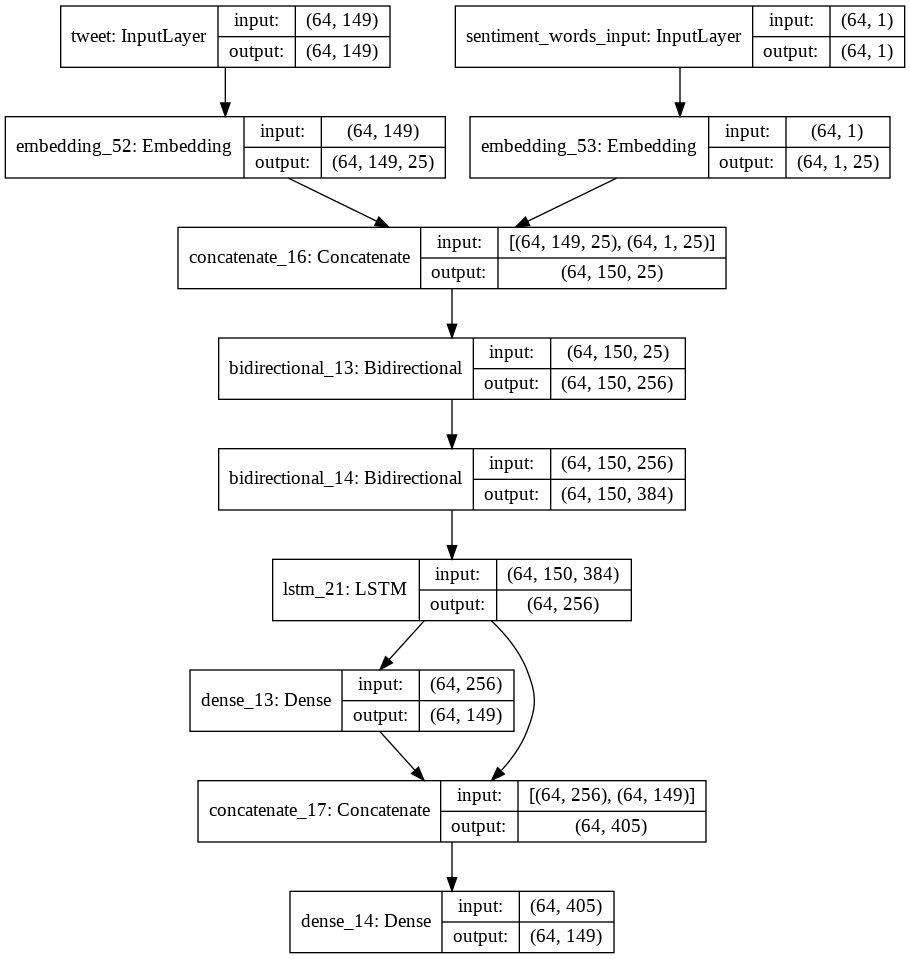 tweet: InputLayer input: (64, 149)
output: (64, 149)
sentiment_words_input: InputLayer input: (64, 1)
output: (64, 1)
embedding_52: Embedding input: (64, 149)
output: (64, 149, 25)
embedding_53: Embedding input: (64, 1)
output: (64, 1, 25)
concatenate_16: Concatenate input: [(64, 149, 25), (64, 1, 25)]
output: (64, 150, 25)
bidirectional_13: Bidirectional input: (64, 150, 25)
output: (64, 150, 256)
bidirectional_14: Bidirectional input: (64, 150, 256)
output: (64, 150, 384)
lstm_21: LSTM input: (64, 150, 384)
output: (64, 256)
dense_13: Dense input: (64, 256)
output: (64, 149)
concatenate_17: Concatenate input: [(64, 256), (64, 149)]
output: (64, 405)
dense_14: Dense input: (64, 405)
output: (64, 149)